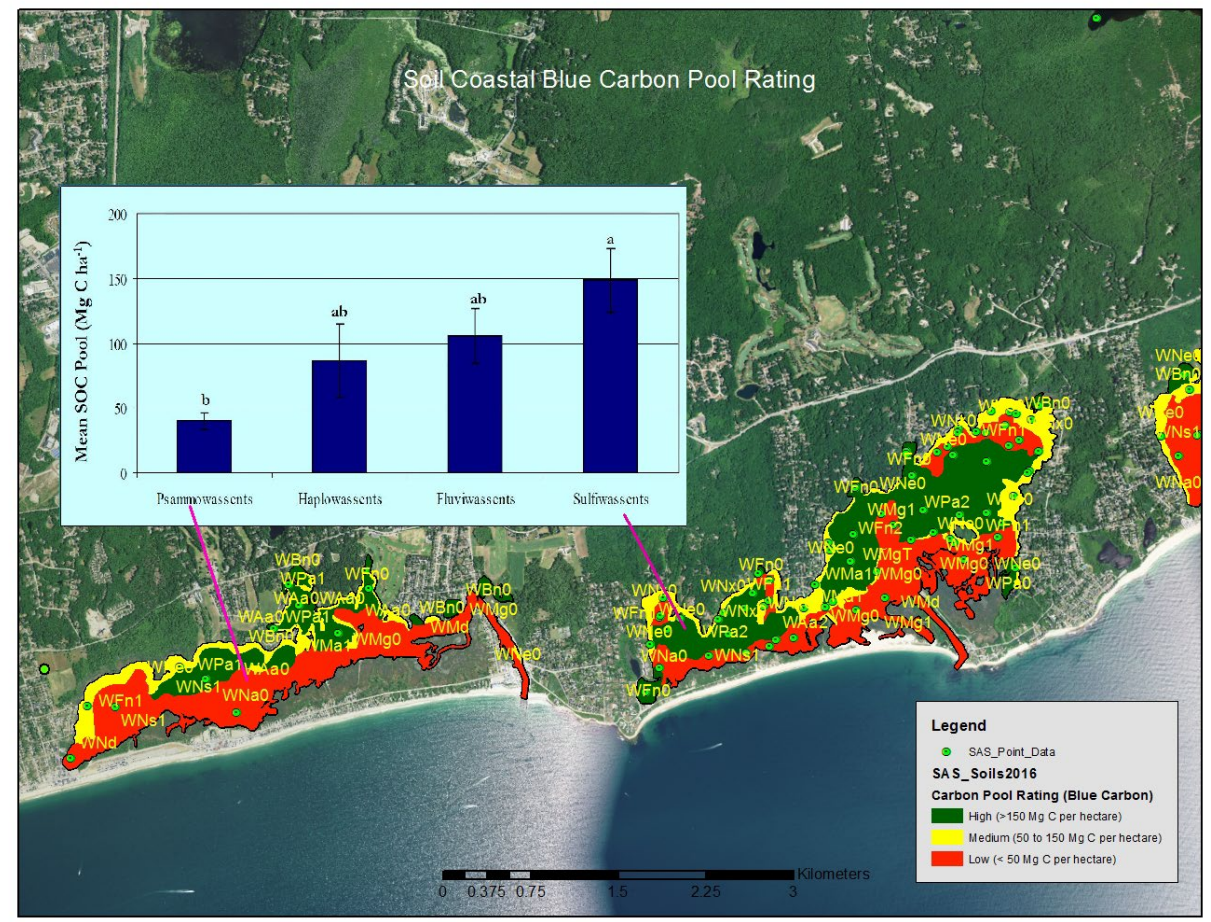 Soil Coastal Blue Carbon Pool Rating
Mean SOC Pool (Mg C ha-1)
200
150
100
50
0
b
ab
ab
a
Psammowassents
Haplowassents
Fluviwassents
Sulfiwassents
WNe0
WBn0
WNs1
WNa0
WBn0
WFn1
WNe0
WFn0
WNe0
WFn0
WMg1
WPa2
WFn2
WNa0
WFn1
WNe0
WMgT
WMg1
WMg0
WNe0
WPa0
WMa1
WMg0
WMd
WMg0
WMg1
WFn0
WNx0
WPa2
WAa2
WNa0
WNs1
WFn0
WBn0
WPa1
WFn0
WAa0
WAa0
WAa0
WPa1
WAa0
WBn0
WBn0
WBn0
WMg0
WMd
WMa1
WMg0
WNe0
WPa1
WAa0
WNs1
WNa0
WFn1
WNs1
WNd
Legend
SAS_Point_Data
SAS_Soils2016
Carbon Pool Rating (Blue Carbon)
High (>150 Mg C per hectare)
Medium (50 to 150 Mg C per hectare)
Low (< 50 Mg C per hectare)
Kilometers
0 0.375 0.75 1.5 2.25 3